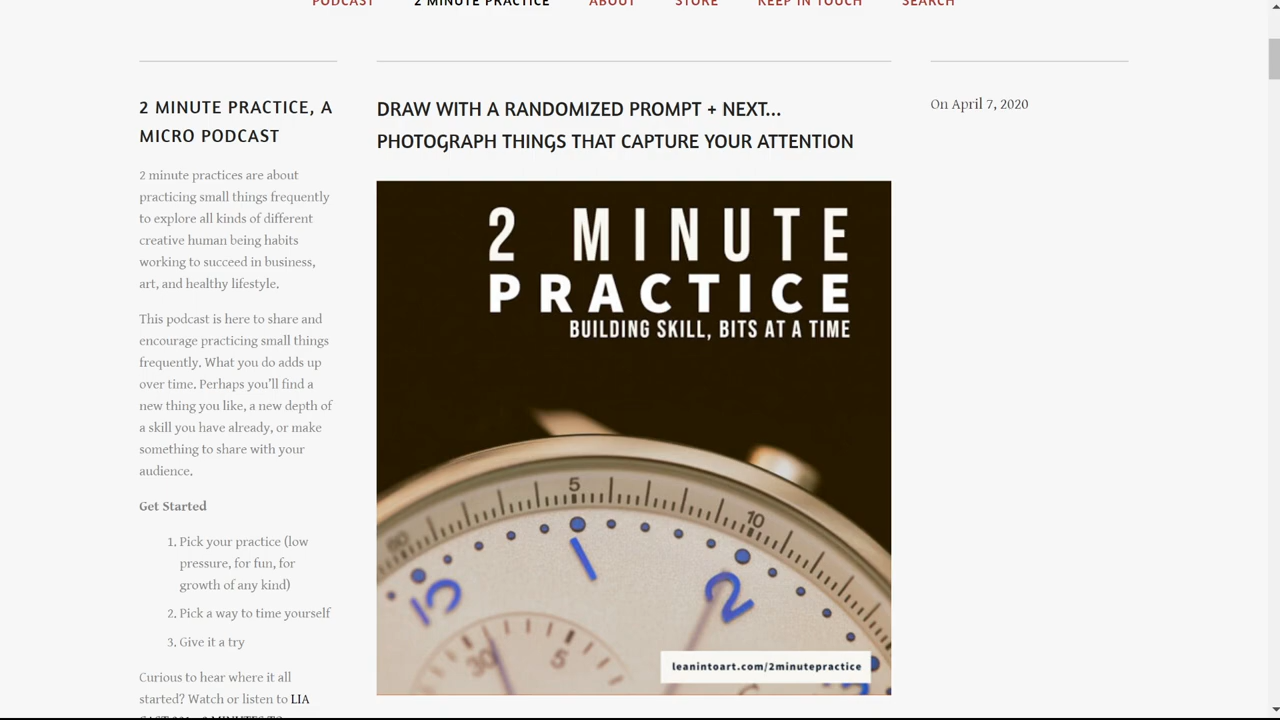 PODCAST 2 MINUTE PRACTICE ABOUT STORE KEEP IN TOUCH SEARCH
2 MINUTE PRACTICE, A
MICRO PODCAST
2 minute practices are about
practicing small things frequently
to explore all kinds of different
creative human being habits
working to succeed in business,
art, and healthy lifestyle.
This podcast is here to share and
encourage practicing small things
frequently. What you do adds up
over time. Perhaps you'll find a
new thing you like, a new depth of
a skill you have already, or make
something to share with your
audience.
Get Started
1. Pick your practice (low
pressure, for fun, for
growth of any kind)
2. Pick a way to time yourself
3. Give it a try
Curious to hear where it all
started? Watch or listen to LIA
DRAW WITH A RANDOMIZED PROMPT + NEXT...
PHOTOGRAPH THINGS THAT CAPTURE YOUR ATTENTION
2 MINUTE
PRACTICE
BUILDING SKILL, BITS AT A TIME
5
10
60
1
2
30
5
leanintoart.com/2minutepractice
On April 7, 2020